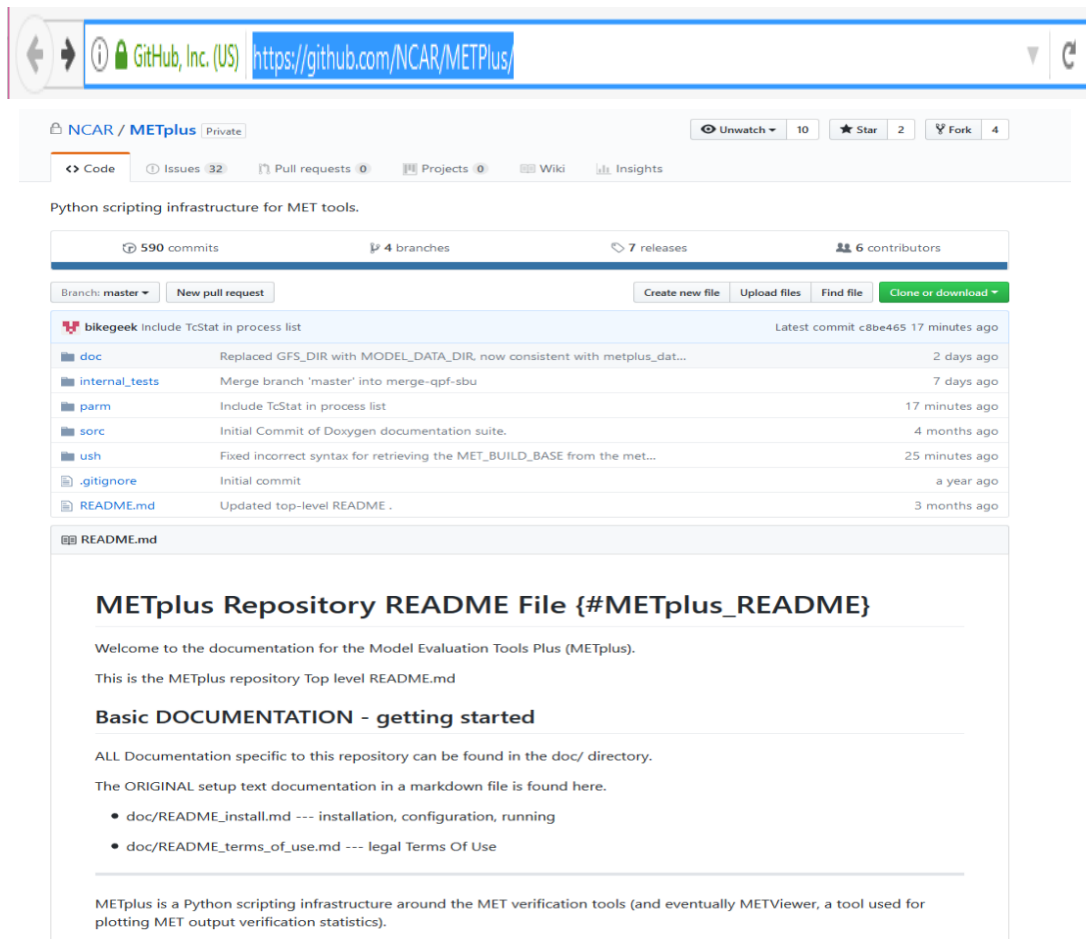 GitHub, Inc. (US) https://github.com/NCAR/METPlus/
NCAR / METplus Private Unwatch 10 Star 2 Fork 4
Code Issues 32 Pull requests 0 Projects 0 Wiki Insights
Python scripting infrastructure for MET tools.
590 commits 4 branches 7 releases 6 contributors
Branch: master New pull request Create new file Upload files Find file Clone or download
bikegeek Include TcStat in process list Latest commit c8be465 17 minutes ago
doc Replaced GFS_DIR with MODEL_DATA_DIR, now consistent with metplus_dat... 2 days ago
internal_tests Merge branch 'master' into merge-qpf-sbu 7 days ago
parm Include TcStat in process list 17 minutes ago
sorc Initial Commit of Doxygen documentation suite. 4 months ago
ush Fixed incorrect syntax for retrieving the MET_BUILD_BASE from the met... 25 minutes ago
.gitignore Initial commit a year ago
README.md Updated top-level README . 3 months ago
README.md
METplus Repository README File {#METplus_README}
Welcome to the documentation for the Model Evaluation Tools Plus (METplus).
This is the METplus repository Top level README.md
Basic DOCUMENTATION - getting started
ALL Documentation specific to this repository can be found in the doc/ directory.
The ORIGINAL setup text documentation in a markdown file is found here.
• doc/README_install.md --- installation, configuration, running
• doc/README_terms_of_use.md --- legal Terms Of Use
METplus is a Python scripting infrastructure around the MET verification tools (and eventually METViewer, a tool used for
plotting MET output verification statistics).